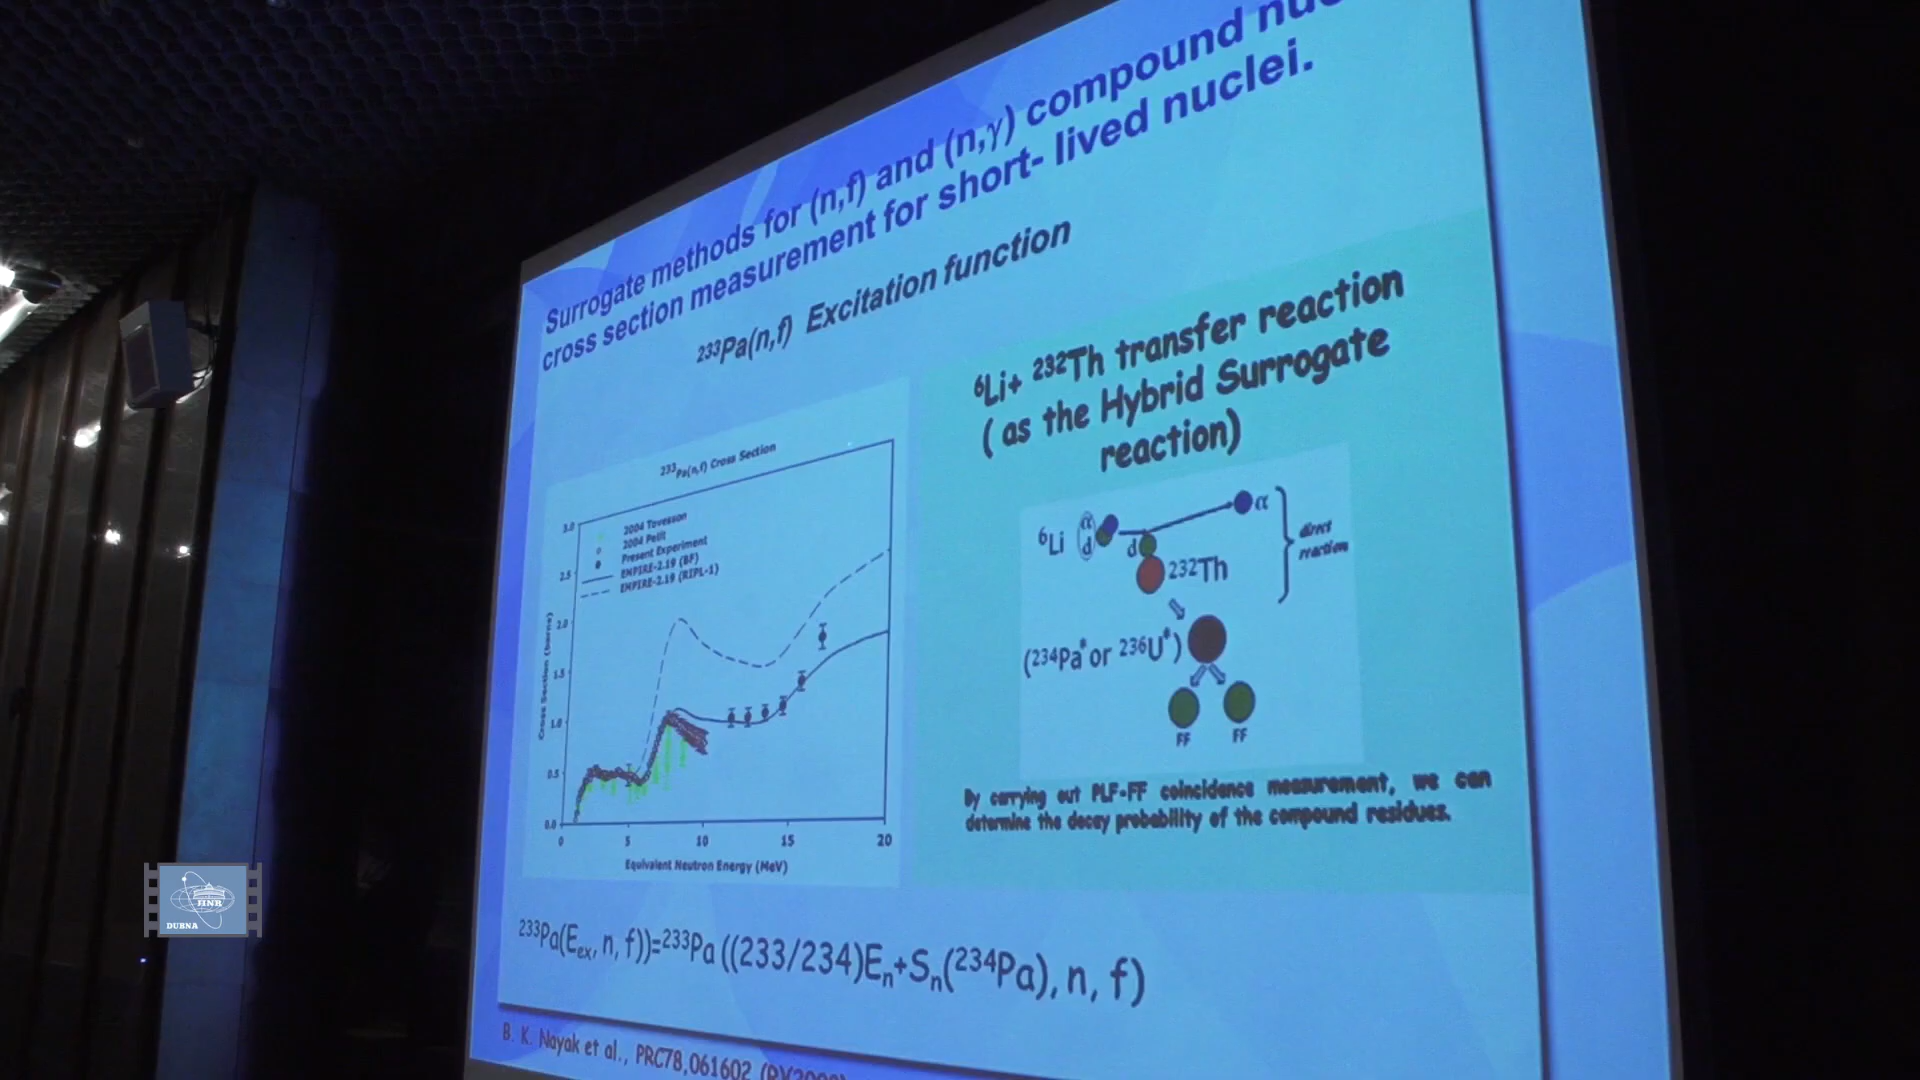 Surrogate methods for (n,f) and (n,γ) compound
cross section measurement for short- lived nuclei.
²³³Pa(n,f) Excitation function
⁶Li+ ²³²Th transfer reaction
( as the Hybrid Surrogate
reaction)
²³³Pa(n,f) Cross Section
3.0
2.5
2.0
1.5
1.0
0.5
0.0
Cross Section (barns)
2004 Tovesson
2004 Petit
Present Experiment
EMPIRE-2.19 (BF)
EMPIRE-2.19 (RIPL-1)
0 5 10 15 20
Equivalent Neutron Energy (MeV)
⁶Li
α
d
d
α
²³²Th
direct
reaction
(²³⁴Pa* or ²³⁶U*)
FF FF
By carrying out PLF-FF coincidence measurement, we can
determine the decay probability of the compound residues.
²³³Pa(Eₑₓ, n, f))=²³³Pa ((233/234)Eₙ+Sₙ(²³⁴Pa), n, f)
B. K. Nayak et al., PRC78,061602
JINR
DUBNA